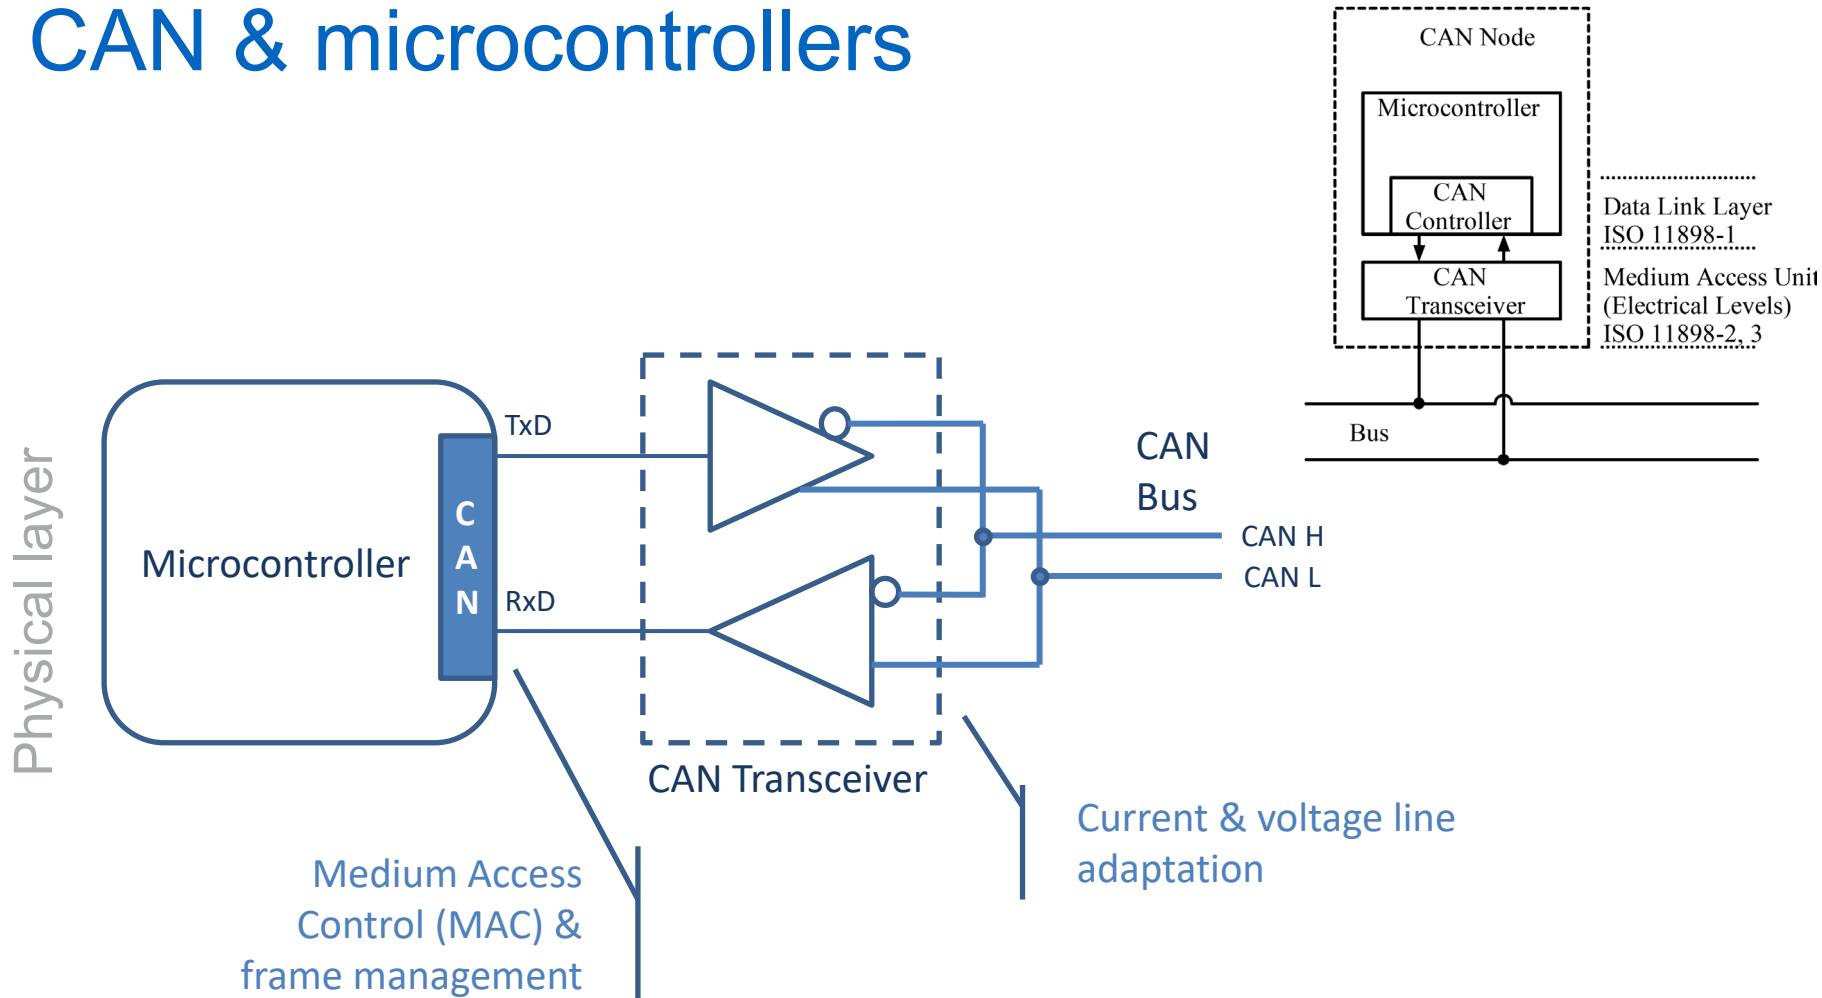 CAN & microcontrollers
CAN Node
Microcontroller
CAN
Controller
Data Link Layer
ISO 11898-1
CAN
Transceiver
Medium Access Unit
(Electrical Levels)
ISO 11898-2, 3
Bus
Physical layer
Microcontroller
C
A
N
TxD
RxD
CAN
Bus
CAN H
CAN L
CAN Transceiver
Current & voltage line
adaptation
Medium Access
Control (MAC) &
frame management